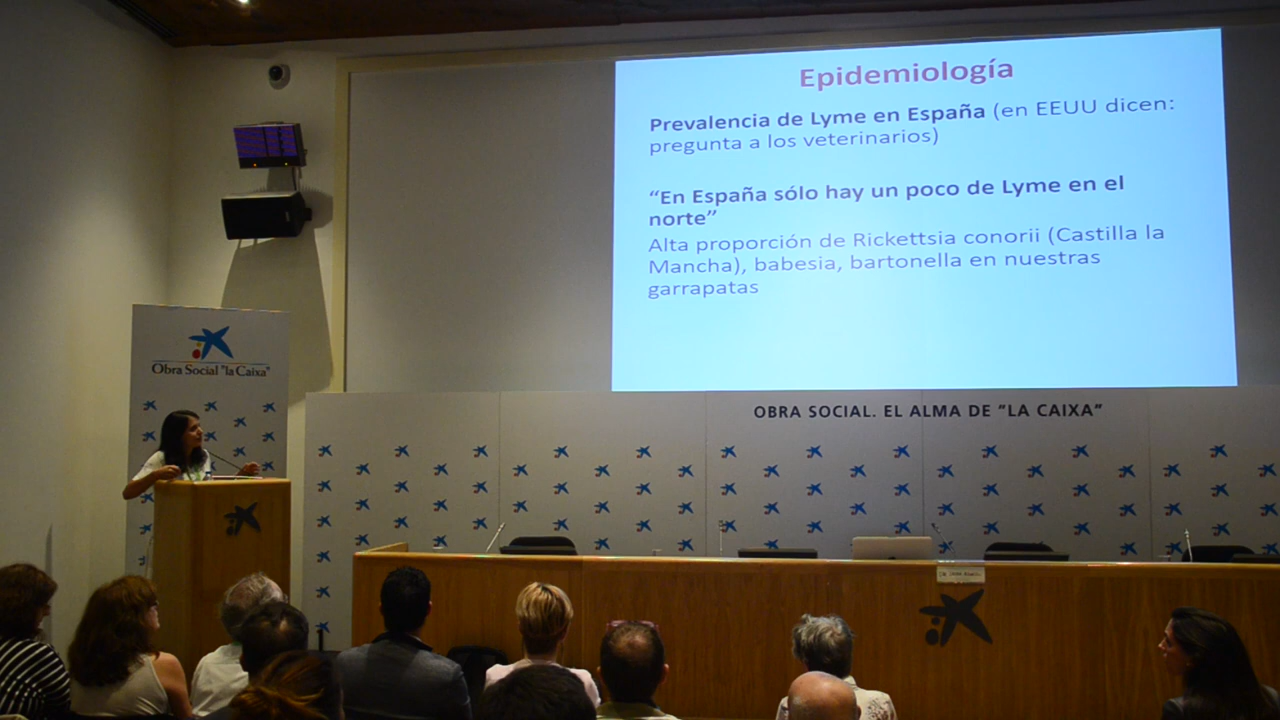 Epidemiología
Prevalencia de Lyme en España (en EEUU dicen:
pregunta a los veterinarios)
“En España sólo hay un poco de Lyme en el
norte”
Alta proporción de Rickettsia conorii (Castilla la
Mancha), babesia, bartonella en nuestras
garrapatas
Obra Social "la Caixa"
OBRA SOCIAL. EL ALMA DE "LA CAIXA"